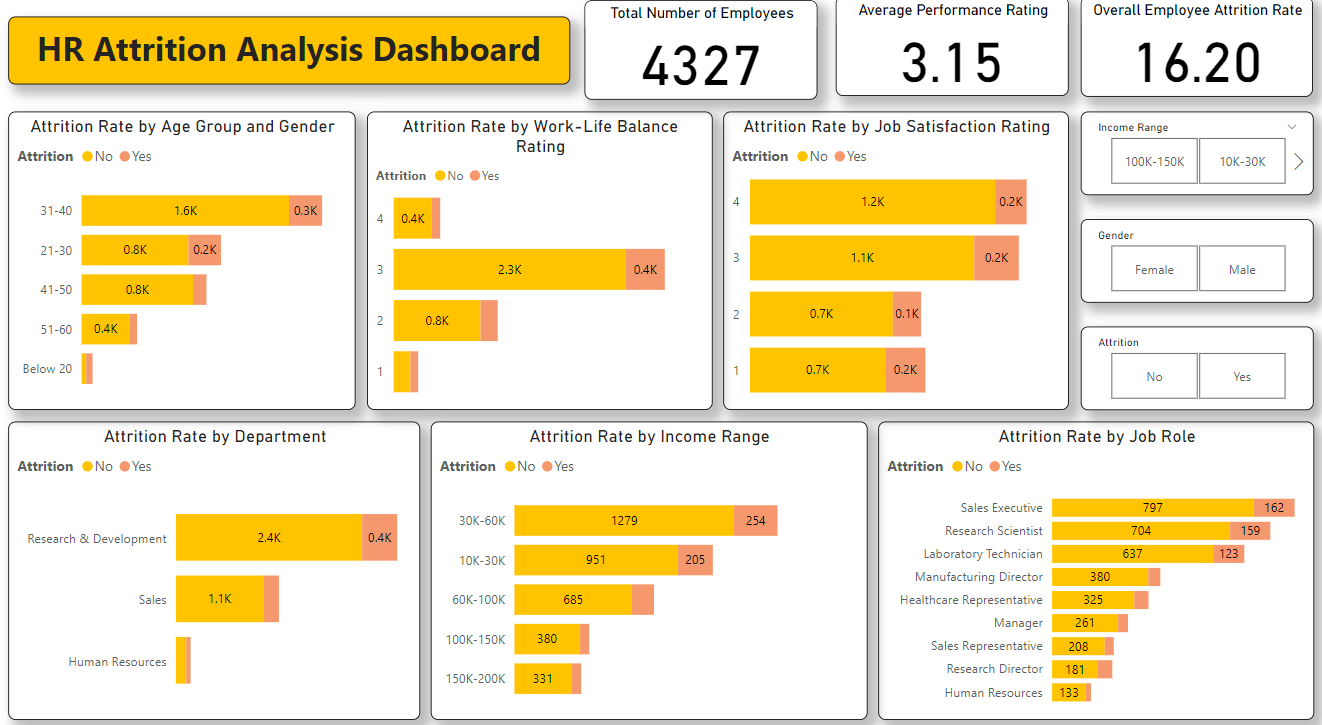 HR Attrition Analysis Dashboard
Total Number of Employees
4327
Average Performance Rating
3.15
Overall Employee Attrition Rate
16.20
Attrition Rate by Age Group and Gender
Attrition No Yes
31-40 1.6K 0.3K
21-30 0.8K 0.2K
41-50 0.8K
51-60 0.4K
Below 20
Attrition Rate by Work-Life Balance
Rating
Attrition No Yes
4 0.4K
3 2.3K 0.4K
2 0.8K
1
Attrition Rate by Job Satisfaction Rating
Attrition No Yes
4 1.2K 0.2K
3 1.1K 0.2K
2 0.7K 0.1K
1 0.7K 0.2K
Income Range
100K-150K 10K-30K
Gender
Female Male
Attrition
No Yes
Attrition Rate by Department
Attrition No Yes
Research & Development 2.4K 0.4K
Sales 1.1K
Human Resources
Attrition Rate by Income Range
Attrition No Yes
30K-60K 1279 254
10K-30K 951 205
60K-100K 685
100K-150K 380
150K-200K 331
Attrition Rate by Job Role
Attrition No Yes
Sales Executive 797 162
Research Scientist 704 159
Laboratory Technician 637 123
Manufacturing Director 380
Healthcare Representative 325
Manager 261
Sales Representative 208
Research Director 181
Human Resources 133